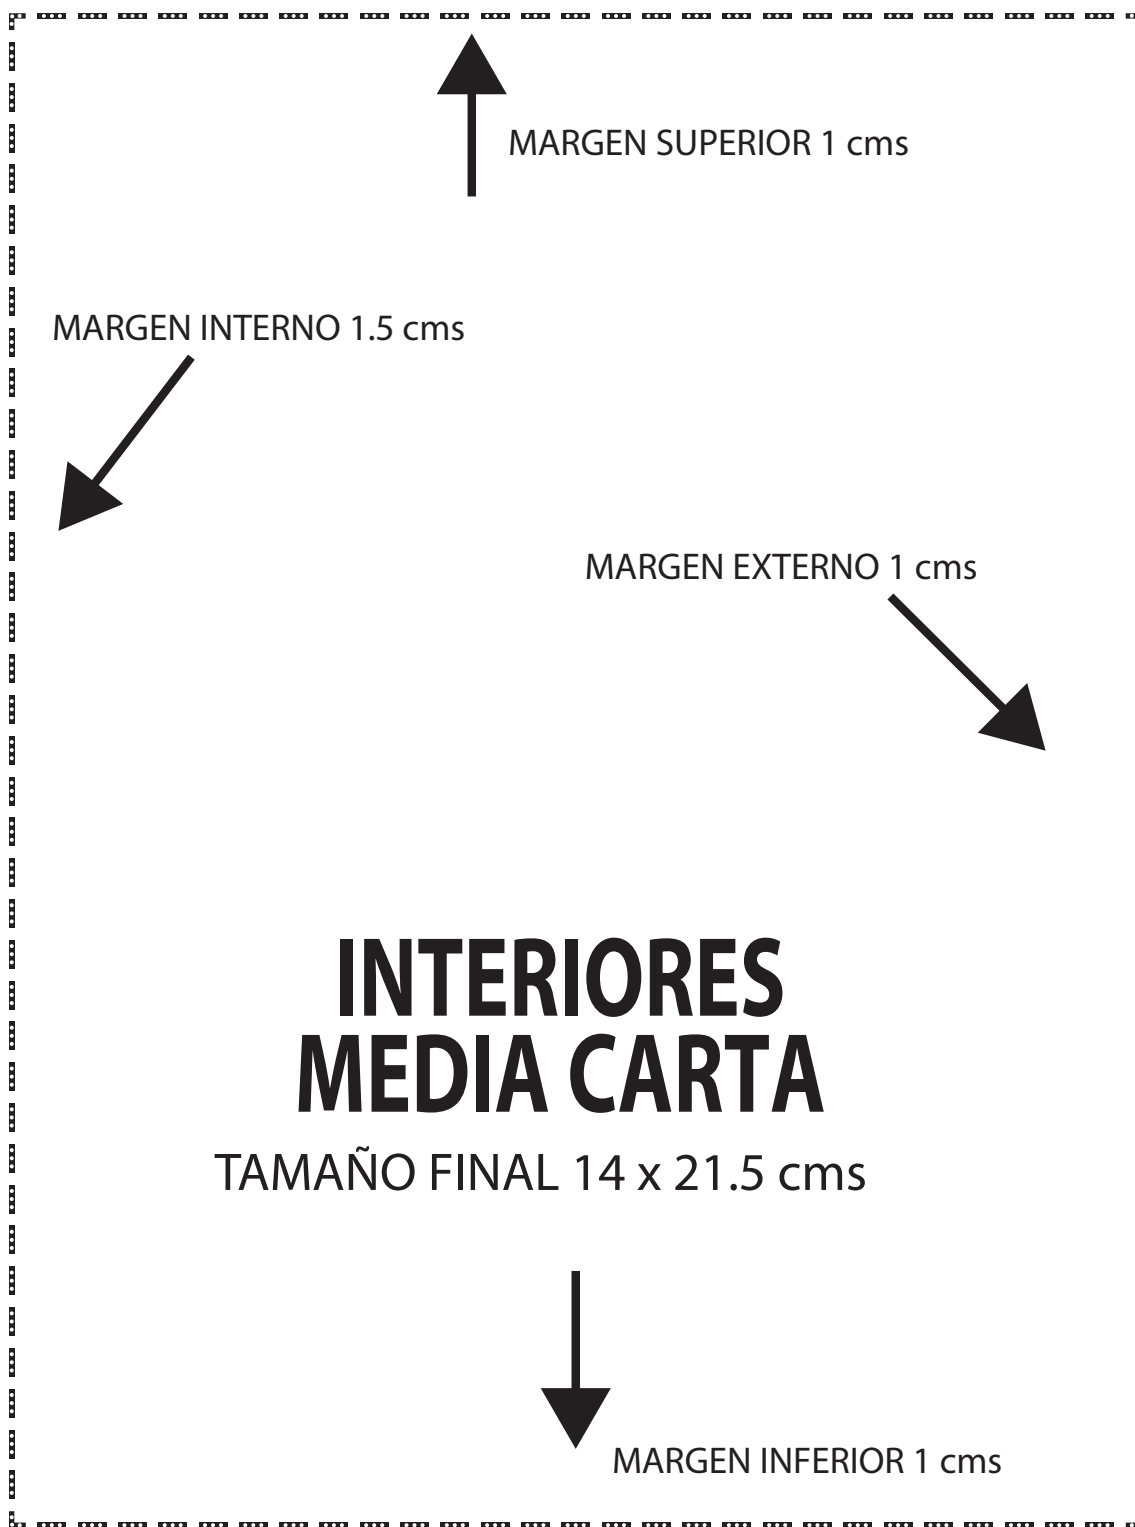 MARGEN SUPERIOR 1 cms
MARGEN INTERNO 1.5 cms
MARGEN EXTERNO 1 cms
INTERIORES
MEDIA CARTA
TAMAÑO FINAL 14 x 21.5 cms
MARGEN INFERIOR 1 cms